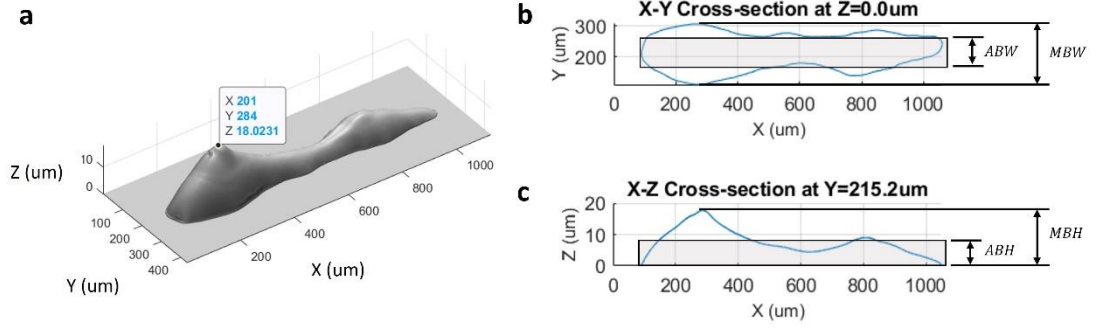 a
X 201
Y 284
Z 18.0231
Z (um)
10
0
100
200
300
400
Y (um)
200
400
600
800
1000
X (um)
b
X-Y Cross-section at Z=0.0um
Y (um)
300
200
0 200 400 600 800 1000
X (um)
ABW
MBW
c
X-Z Cross-section at Y=215.2um
Z (um)
20
10
0
0 200 400 600 800 1000
X (um)
ABH
MBH